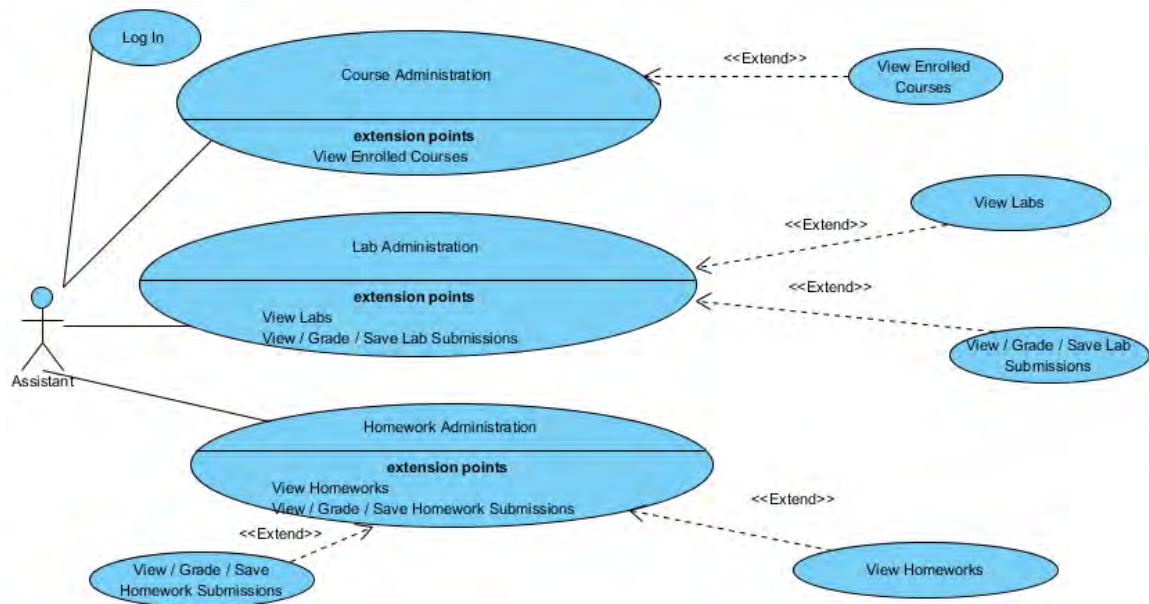 Log In
Course Administration
extension points
View Enrolled Courses
<<Extend>>
View Enrolled
Courses
Lab Administration
extension points
View Labs
View / Grade / Save Lab Submissions
<<Extend>>
View Labs
<<Extend>>
View / Grade / Save Lab
Submissions
Assistant
Homework Administration
extension points
View Homeworks
View / Grade / Save Homework Submissions
<<Extend>>
View / Grade / Save
Homework Submissions
<<Extend>>
View Homeworks